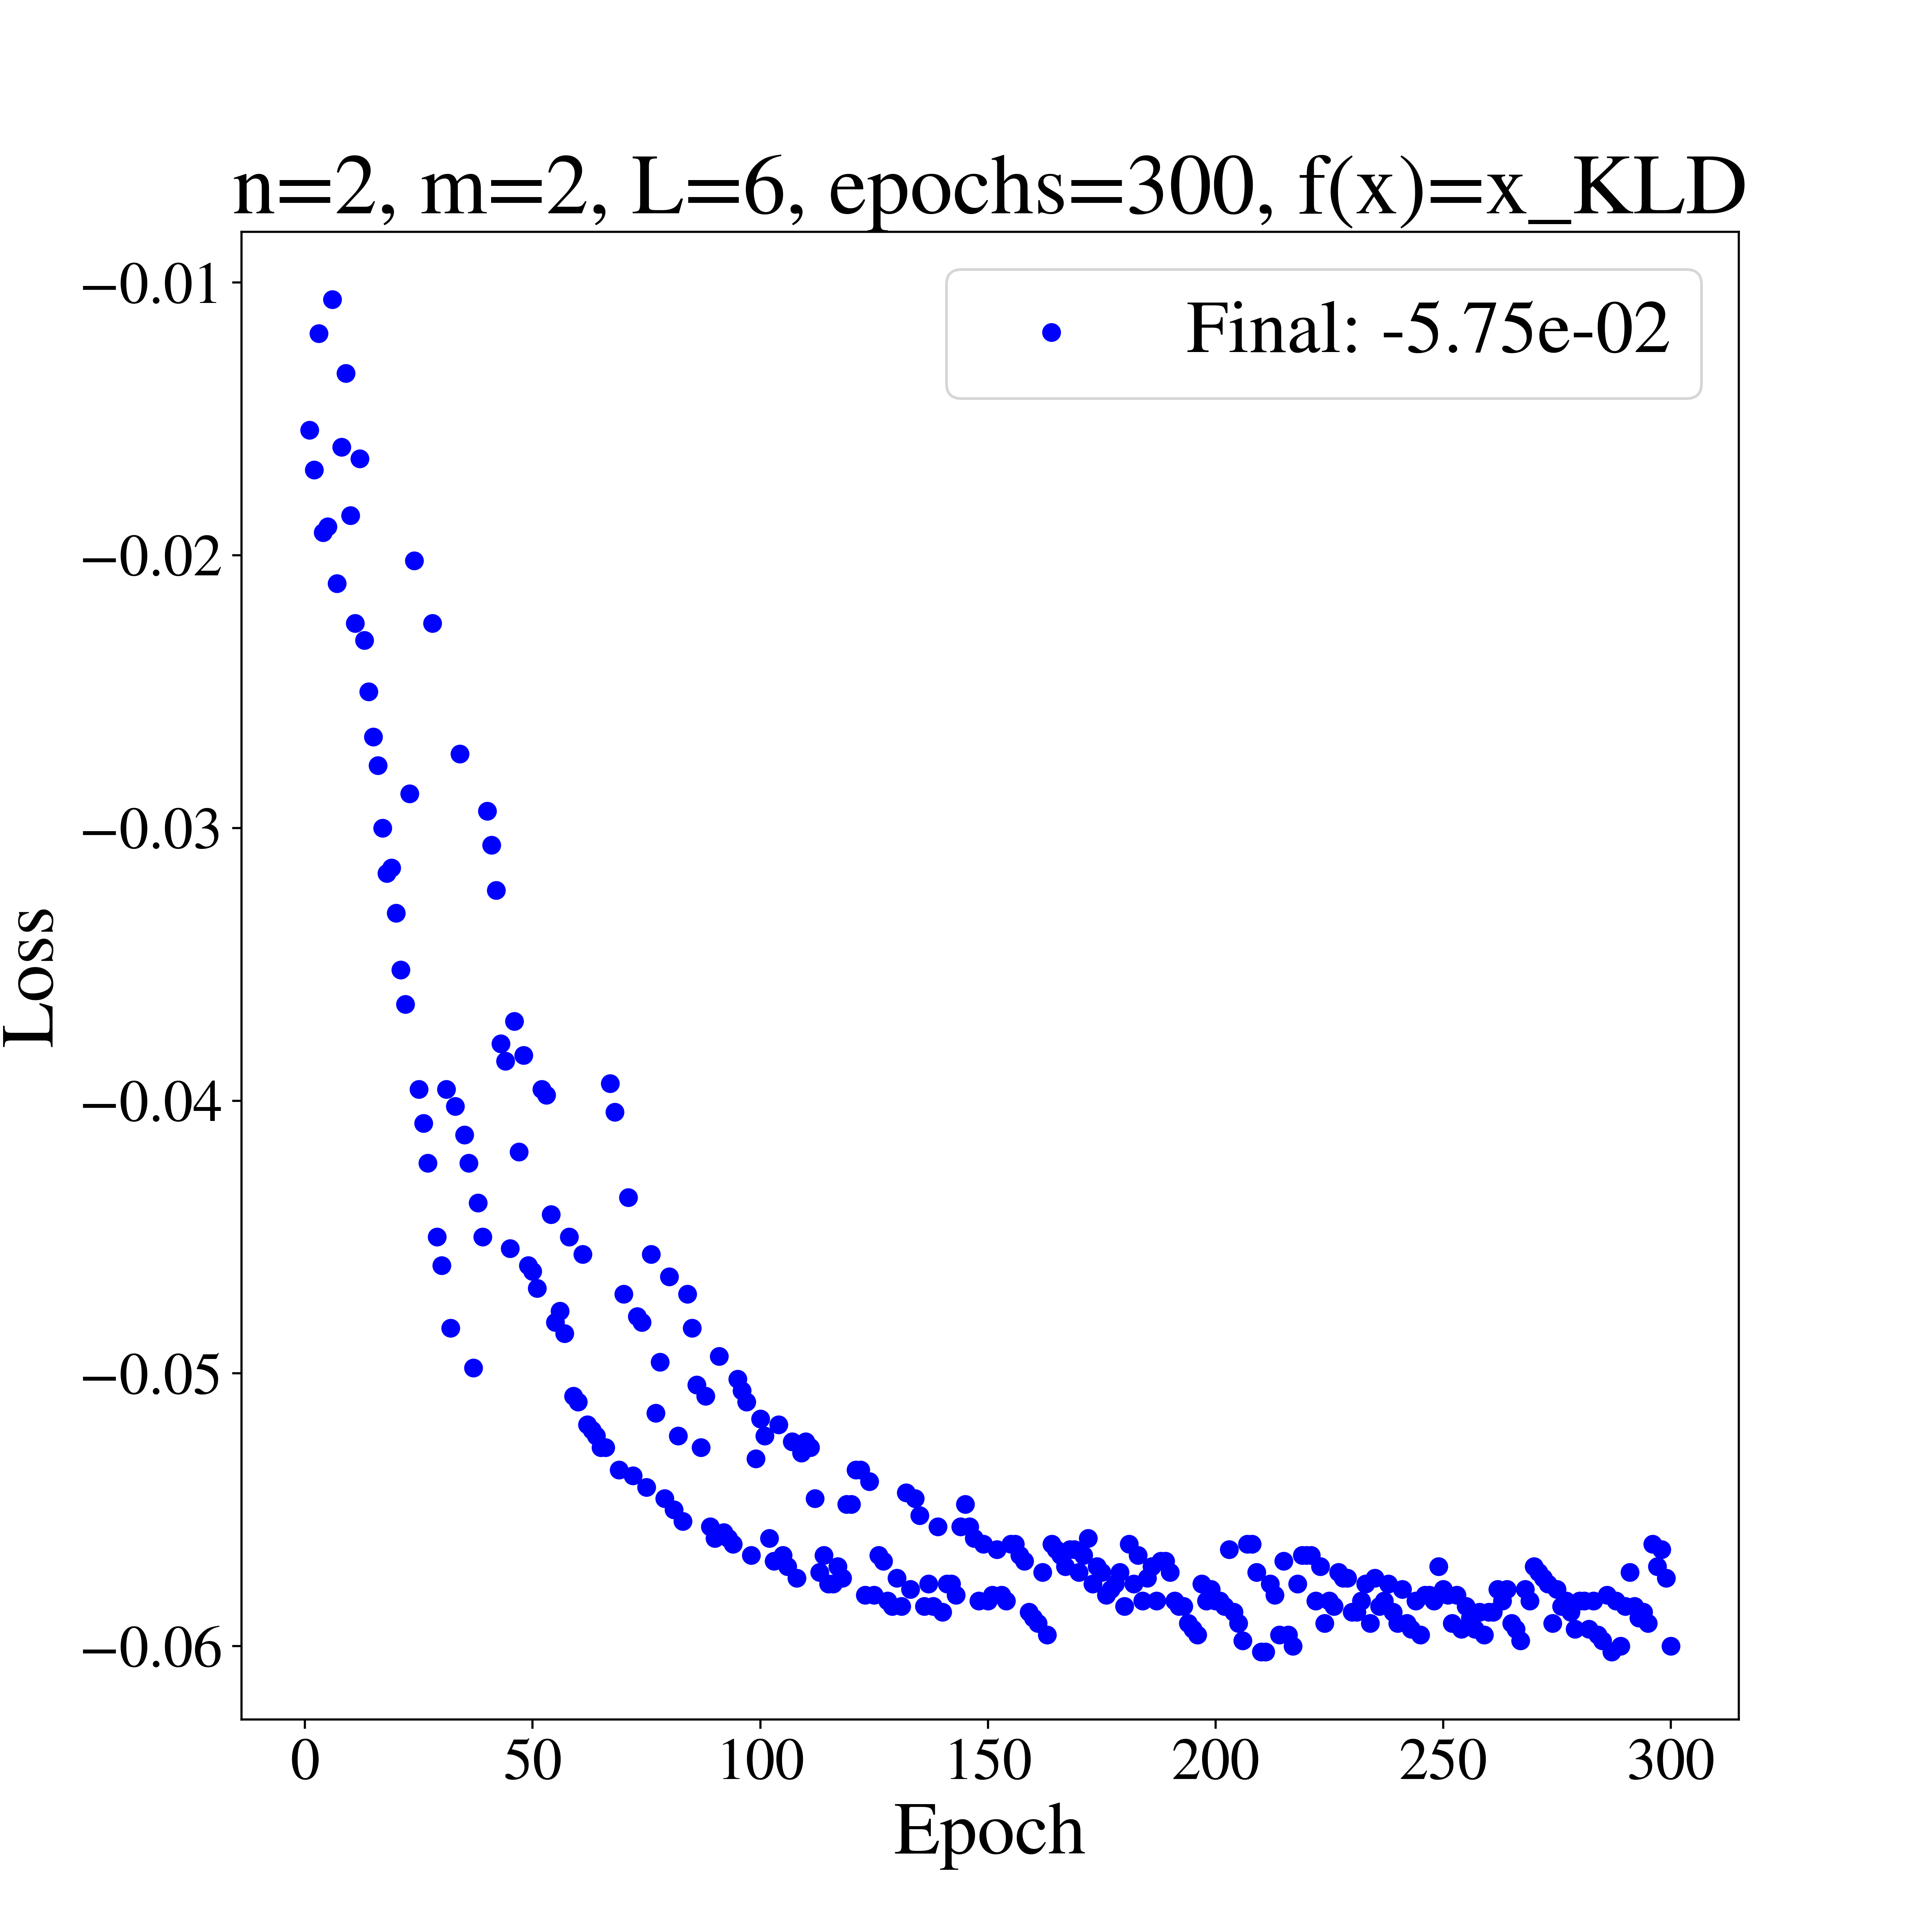 n=2, m=2, L=6, epochs=300, f(x)=x_KLD
Final: -5.75e-02
−0.01
−0.02
−0.03
−0.04
−0.05
−0.06
Loss
0 50 100 150 200 250 300
Epoch